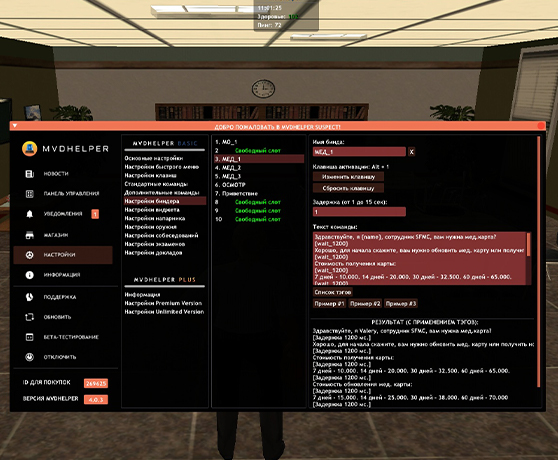 11:01:25
Здоровье: 100
Пинг: 72
ДОБРО ПОЖАЛОВАТЬ В MVDHELPER SUSPECT!
MVDHELPER
НОВОСТИ
ПАНЕЛЬ УПРАВЛЕНИЯ
УВЕДОМЛЕНИЯ 1
МАГАЗИН
НАСТРОЙКИ
ИНФОРМАЦИЯ
ПОДДЕРЖКА
ОБНОВИТЬ
БЕТА-ТЕСТИРОВАНИЕ
ОТКЛЮЧИТЬ
ID ДЛЯ ПОКУПОК 269625
ВЕРСИЯ MVDHELPER 4.0.3
MVDHELPER BASIC
Основные настройки
Настройки быстрого меню
Настройки клавиш
Стандартные команды
Дополнительные команды
Настройки биндера
Настройки виджета
Настройки напарника
Настройки оружия
Настройки собеседований
Настройки экзаменов
Настройки докладов
MVDHELPER PLUS
Информация
Настройки Premium Version
Настройки Unlimited Version
1. МО_1
2 Свободный слот
3. МЕД_1
4. МЕД_2
5. МЕД_3
6. ОСМОТР
7. Приветствие
8 Свободный слот
9 Свободный слот
10 Свободный слот
Имя бинда:
МЕД_1 X
Клавиша активации: Alt + 1
Изменить клавишу
Сбросить клавишу
Задержка (от 1 до 15 сек):
1
Текст команды:
Здравствуйте, я {name}, сотрудник SFMC, вам нужна мед.карта?
{wait_1200}
Хорошо, для начала скажите, вам нужно обновить мед. карту или получит
{wait_1200}
Стоимость получения карты:
{wait_1200}
7 дней - 10.000, 14 дней - 20.000, 30 дней - 32.500, 60 дней - 65.000.
{wait_1200}
Список тэгов
Пример #1 Пример #2 Пример #3
РЕЗУЛЬТАТ (С ПРИМЕНЕНИЕМ ТЭГОВ):
Здравствуйте, я Valery, сотрудник SFMC, вам нужна мед.карта?
[Задержка 1200 мс.]
Хорошо, для начала скажите, вам нужно обновить мед. карту или получить но
[Задержка 1200 мс.]
Стоимость получения карты:
[Задержка 1200 мс.]
7 дней - 10.000, 14 дней - 20.000, 30 дней - 32.500, 60 дней - 65.000.
[Задержка 1200 мс.]
Стоимость обновления мед. карты:
[Задержка 1200 мс.]
7 дней - 15.000, 14 дней - 25.000, 30 дней - 38.000, 60 дней - 70.000
[Задержка 1200 мс.]